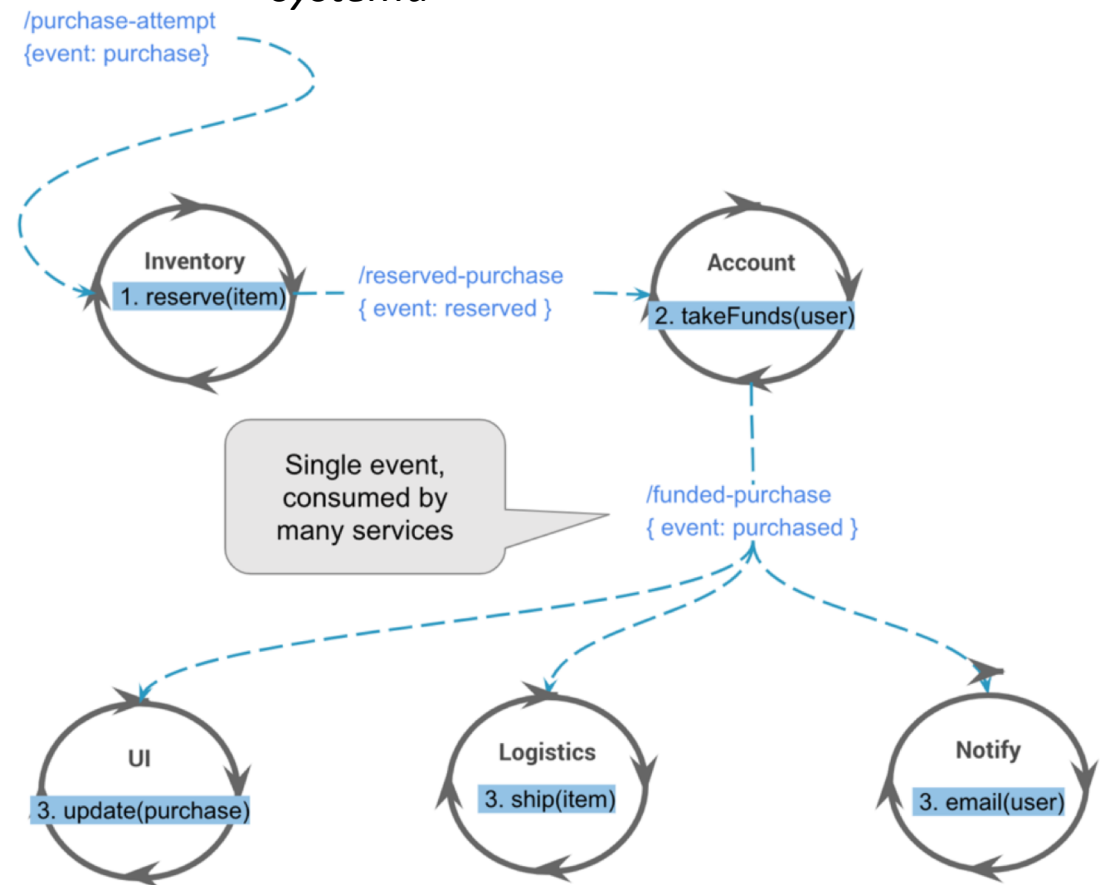 /purchase-attempt
{event: purchase}
Inventory
1. reserve(item)
/reserved-purchase
{ event: reserved }
Account
2. takeFunds(user)
Single event,
consumed by
many services
/funded-purchase
{ event: purchased }
UI
3. update(purchase)
Logistics
3. ship(item)
Notify
3. email(user)